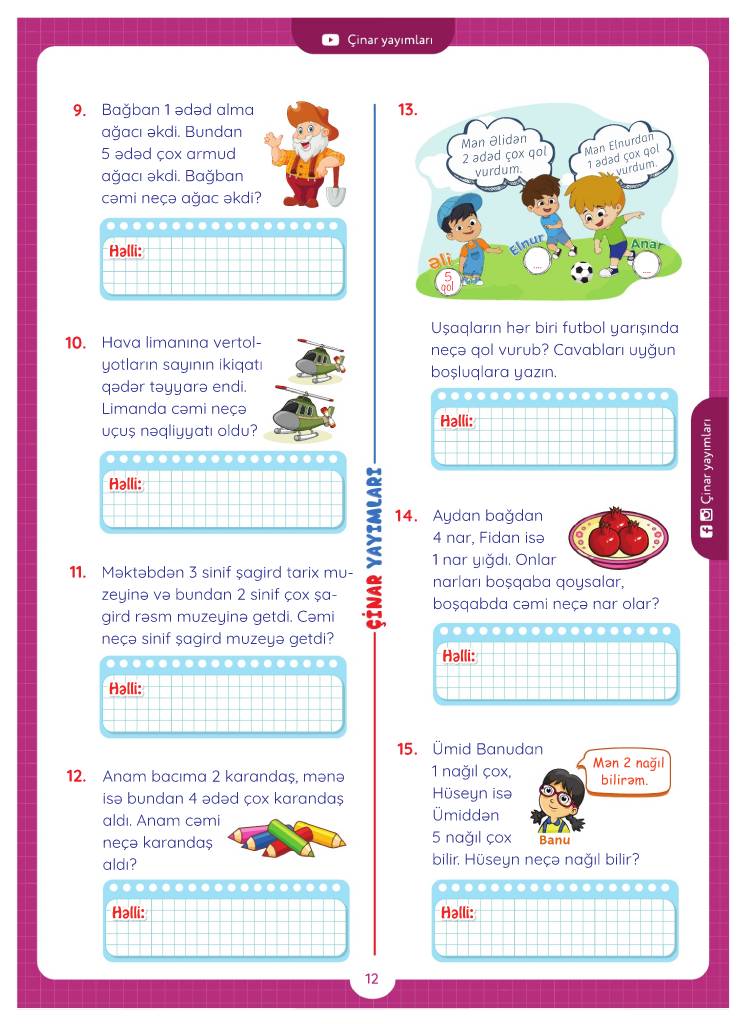 Çinar yayımları
9. Bağban 1 ədəd alma
ağacı əkdi. Bundan
5 ədəd çox armud
ağacı əkdi. Bağban
cəmi neçə ağac əkdi?
Həlli:
10. Hava limanına vertol-
yotların sayının ikiqatı
qədər təyyarə endi.
Limanda cəmi neçə
uçuş nəqliyyatı oldu?
Həlli:
11. Məktəbdən 3 sinif şagird tarix mu-
zeyinə və bundan 2 sinif çox şa-
gird rəsm muzeyinə getdi. Cəmi
neçə sinif şagird muzeyə getdi?
Həlli:
12. Anam bacıma 2 karandaş, mənə
isə bundan 4 ədəd çox karandaş
aldı. Anam cəmi
neçə karandaş
aldı?
Həlli:
ÇİNAR YAYIMLARI
13.
Mən Əlidən
2 ədəd çox qol
vurdum.
Mən Elnurdan
1 ədəd çox qol
vurdum.
Əli
5
qol
Elnur
....
Anar
....
Uşaqların hər biri futbol yarışında
neçə qol vurub? Cavabları uyğun
boşluqlara yazın.
Həlli:
14. Aydan bağdan
4 nar, Fidan isə
1 nar yığdı. Onlar
narları boşqaba qoysalar,
boşqabda cəmi neçə nar olar?
Həlli:
15. Ümid Banudan
1 nağıl çox,
Hüseyn isə
Ümiddən
5 nağıl çox
bilir. Hüseyn neçə nağıl bilir?
Mən 2 nağıl
bilirəm.
Banu
Həlli:
Çinar yayımları
12